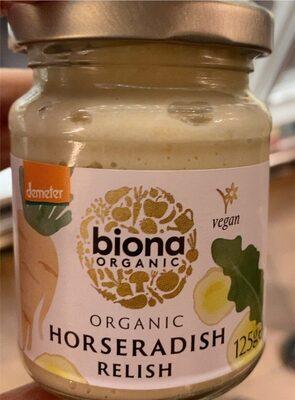 demeter
vegan
biona
ORGANIC
ORGANIC
HORSERADISH
RELISH
125g